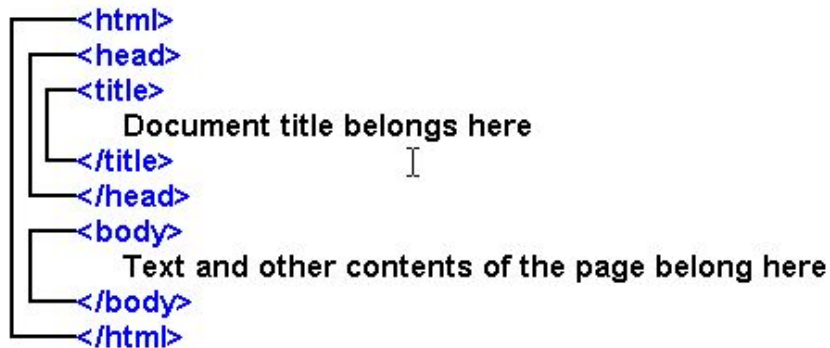 <html>
<head>
<title>
Document title belongs here
</title>
</head>
<body>
Text and other contents of the page belong here
</body>
</html>